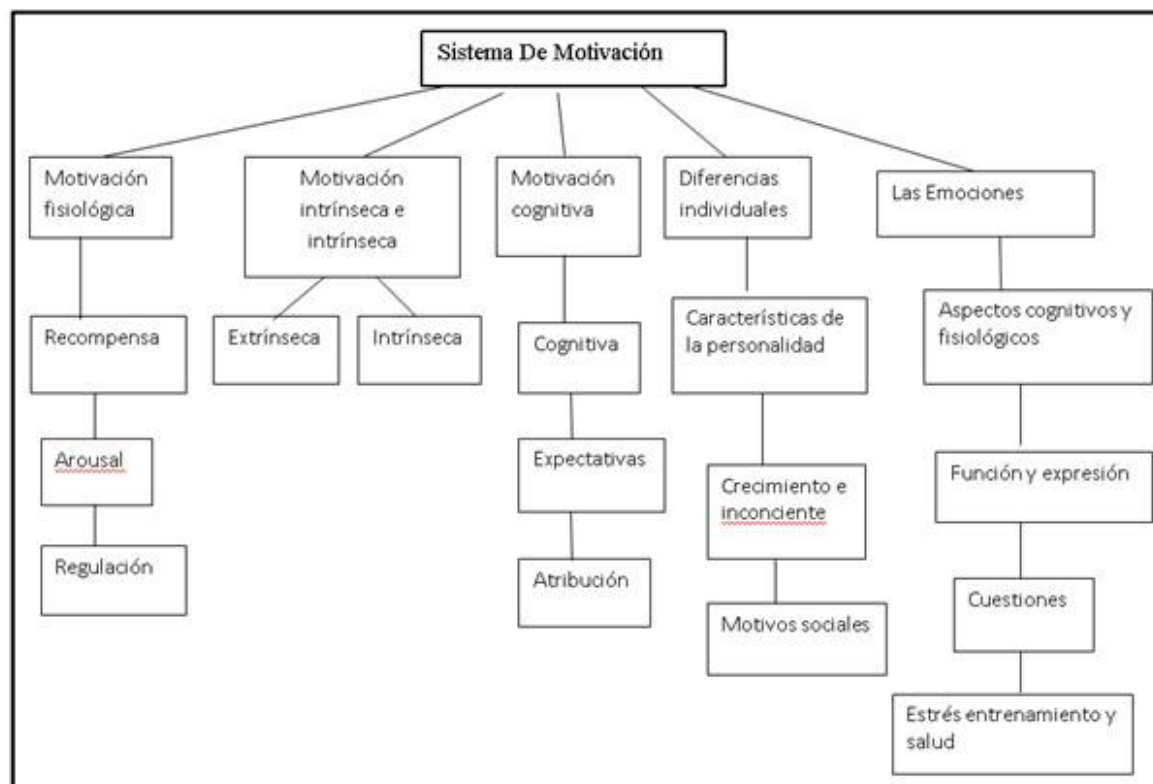 Sistema De Motivación
Motivación
fisiológica
Motivación
intrínseca e
intrínseca
Motivación
cognitiva
Diferencias
individuales
Las Emociones
Recompensa
Extrínseca
Intrínseca
Cognitiva
Características de
la personalidad
Aspectos cognitivos y
fisiológicos
Arousal
Expectativas
Crecimiento e
inconciente
Función y expresión
Regulación
Atribución
Motivos sociales
Cuestiones
Estrés entrenamiento y
salud